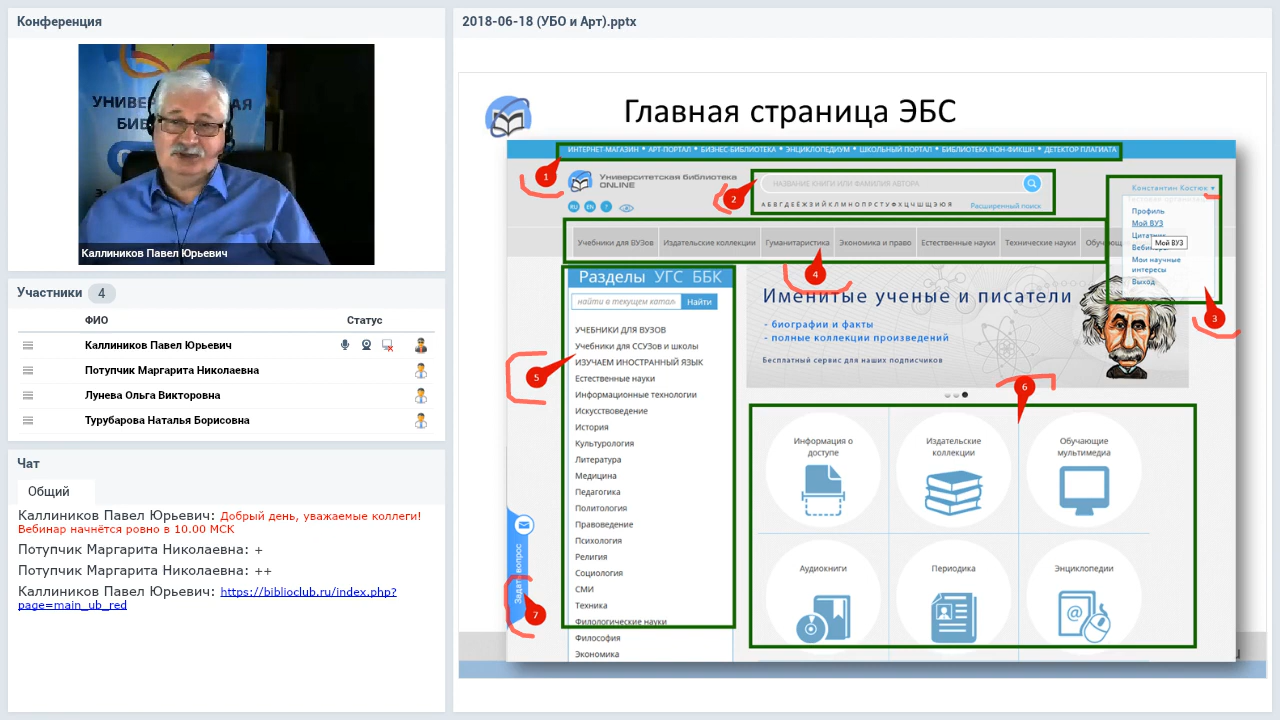 Конференция
УНИВЕР
АЯ
БИБ
Каллиников Павел Юрьевич
Участники 4
ФИО Статус
Каллиников Павел Юрьевич
Потупчик Маргарита Николаевна
Лунева Ольга Викторовна
Турубарова Наталья Борисовна
Чат
Общий
Каллиников Павел Юрьевич: Добрый день, уважаемые коллеги!
Вебинар начнётся ровно в 10.00 МСК
Потупчик Маргарита Николаевна: +
Потупчик Маргарита Николаевна: ++
Каллиников Павел Юрьевич: https://biblioclub.ru/index.php?
page=main_ub_red
2018-06-18 (УБО и Арт).pptx
Главная страница ЭБС
ИНТЕРНЕТ-МАГАЗИН • АРТ-ПОРТАЛ • БИЗНЕС-БИБЛИОТЕКА • ЭНЦИКЛОПЕДИУМ • ШКОЛЬНЫЙ ПОРТАЛ • БИБЛИОТЕКА НОН-ФИКШН • ДЕТЕКТОР ПЛАГИАТА
1
Университетская библиотека
ONLINE
RU EN ?
2
НАЗВАНИЕ КНИГИ ИЛИ ФАМИЛИЯ АВТОРА
А Б В Г Д Е Ё Ж З И Й К Л М Н О П Р С Т У Ф Х Ц Ч Ш Щ Э Ю Я
Расширенный поиск
Константин Костюк ▾
Профиль
Мой ВУЗ
Мой ВУЗ
Мои научные
интересы
Выход
3
Учебники для ВУЗов
Издательские коллекции
Гуманитаристика
Экономика и право
Естественные науки
Технические науки
4
Разделы УГС ББК
найти в текущем катал
Найти
УЧЕБНИКИ ДЛЯ ВУЗОВ
Учебники для ССУЗов и школы
ИЗУЧАЕМ ИНОСТРАННЫЙ ЯЗЫК
Естественные науки
Информационные технологии
Искусствоведение
История
Культурология
Литература
Медицина
Педагогика
Политология
Правоведение
Психология
Религия
Социология
СМИ
Техника
Филологические науки
Философия
Экономика
5
Задать вопрос
7
Именитые ученые и писатели
- биографии и факты
- полные коллекции произведений
Бесплатный сервис для наших подписчиков
6
Информация о
доступе
Издательские
коллекции
Обучающие
мультимедиа
Аудиокниги
Периодика
Энциклопедии